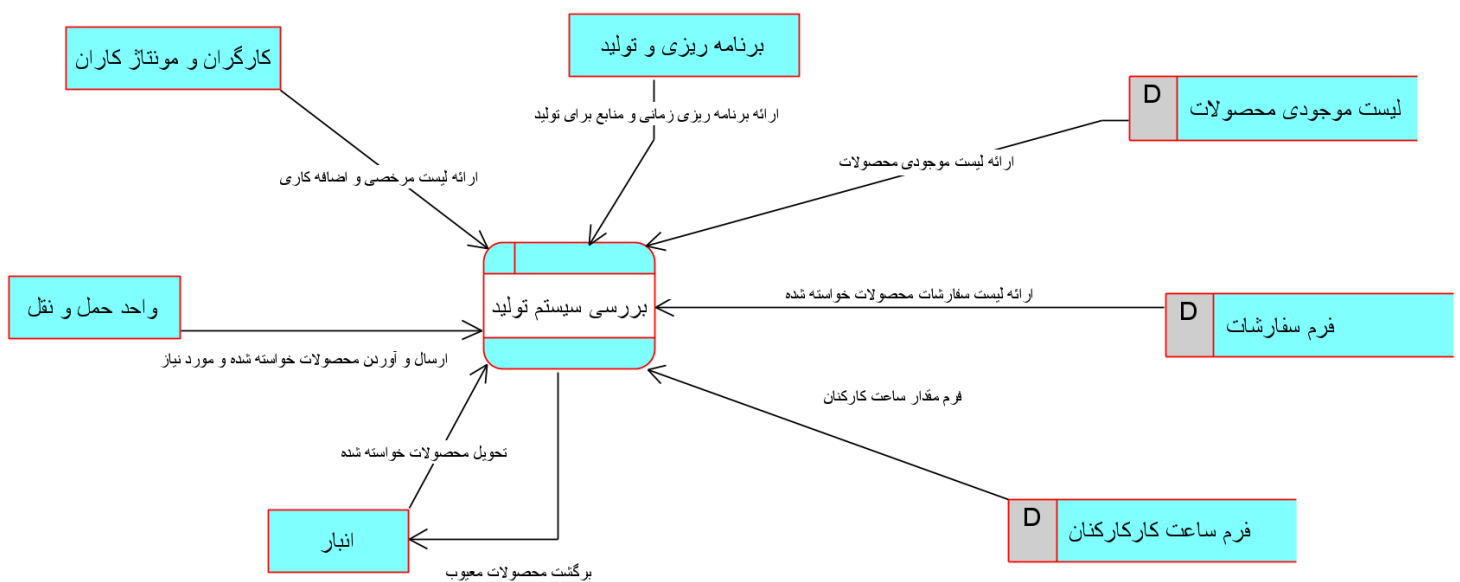 برنامه ریزی و تولید
کارگران و مونتاژ کاران
D
لیست موجودی محصولات
ارائه برنامه ریزی زمانی و منابع برای تولید
ارائه لیست موجودی محصولات
ارائه لیست مرخصی و اضافه کاری
واحد حمل و نقل
بررسی سیستم تولید
ارائه لیست سفارشات محصولات خواسته شده
D
فرم سفارشات
ارسال و آوردن محصولات خواسته شده و مورد نیاز
فرم مقدار ساعت کارکنان
تحویل محصولات خواسته شده
D
فرم ساعت کارکارکنان
انبار
برگشت محصولات معیوب